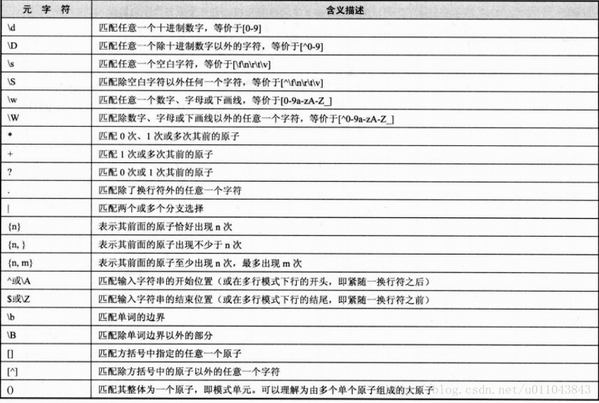 元 字 符 含义描述
\d 匹配任意一个十进制数字，等价于[0-9]
\D 匹配任意一个除十进制数字以外的字符，等价于[^0-9]
\s 匹配任意一个空白字符，等价于[\f\n\r\t\v]
\S 匹配除空白字符以外任何一个字符，等价于[^\f\n\r\t\v]
\w 匹配任意一个数字、字母或下画线，等价于[0-9a-zA-Z_]
\W 匹配除数字、字母或下画线以外的任意一个字符，等价于[^0-9a-zA-Z_]
* 匹配 0 次、1 次或多次其前的原子
+ 匹配 1 次或多次其前的原子
? 匹配 0 次或 1 次其前的原子
. 匹配除了换行符外的任意一个字符
| 匹配两个或多个分支选择
{n} 表示其前面的原子恰好出现 n 次
{n, } 表示其前面的原子出现不少于 n 次
{n, m} 表示其前面的原子至少出现 n 次，最多出现 m 次
^或\A 匹配输入字符串的开始位置（或在多行模式下行的开头，即紧随一换行符之后）
$或\Z 匹配输入字符串的结束位置（或在多行模式下行的结尾，即紧随一换行符之前）
\b 匹配单词的边界
\B 匹配除单词边界以外的部分
[] 匹配方括号中指定的任意一个原子
[^] 匹配除方括号中的原子以外的任意一个字符
() 匹配其整体为一个原子，即模式单元。可以理解为由多个单个原子组成的大原子
blog.csdn.net/u011043843